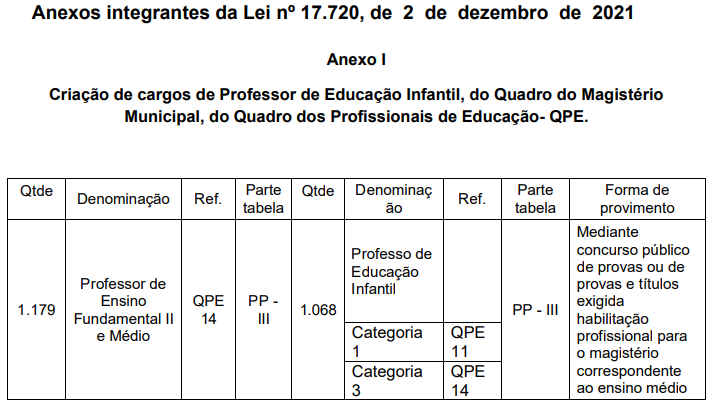 Anexos integrantes da Lei nº 17.720, de 2 de dezembro de 2021
Anexo I
Criação de cargos de Professor de Educação Infantil, do Quadro do Magistério
Municipal, do Quadro dos Profissionais de Educação- QPE.
Qtde
Denominação
Ref.
Parte
tabela
Qtde
Denominaç
ão
Ref.
Parte
tabela
Forma de
provimento
1.179
Professor de
Ensino
Fundamental II
e Médio
QPE
14
PP -
III
1.068
Professo de
Educação
Infantil
Categoria
1
QPE
11
Categoria
3
QPE
14
PP - III
Mediante
concurso público
de provas ou de
provas e títulos
exigida
habilitação
profissional para
o magistério
correspondente
ao ensino médio